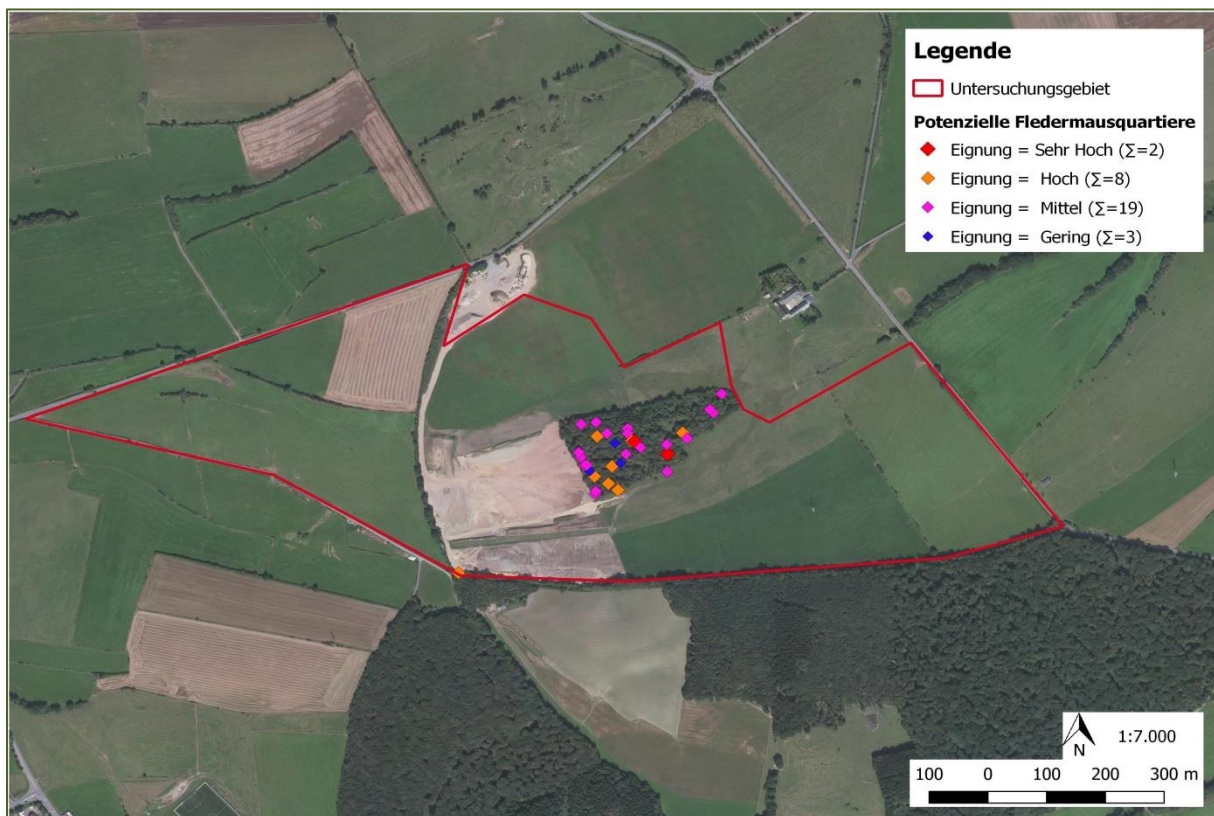 Legende
Untersuchungsgebiet
Potenzielle Fledermausquartiere
Eignung = Sehr Hoch (∑=2)
Eignung = Hoch (∑=8)
Eignung = Mittel (∑=19)
Eignung = Gering (∑=3)
N
1:7.000
100 0 100 200 300 m